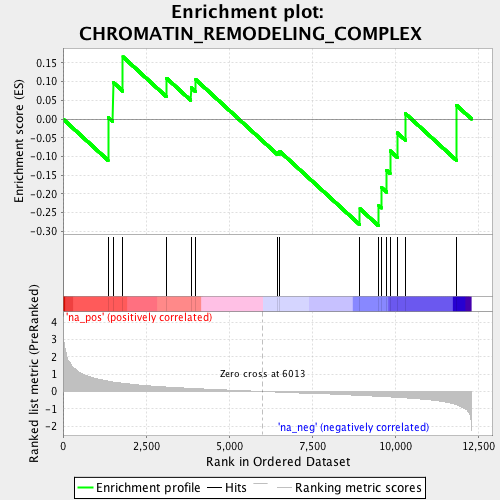 Enrichment plot:
CHROMATIN_REMODELING_COMPLEX
Enrichment score (ES)
0.15
0.10
0.05
0.00
-0.05
-0.10
-0.15
-0.20
-0.25
-0.30
'na_pos' (positively correlated)
Ranked list metric (PreRanked)
4
3
2
1
0
-1
-2
Zero cross at 6013
'na_neg' (negatively correlated)
0 2,500 5,000 7,500 10,000 12,500
Rank in Ordered Dataset
Enrichment profile Hits Ranking metric scores